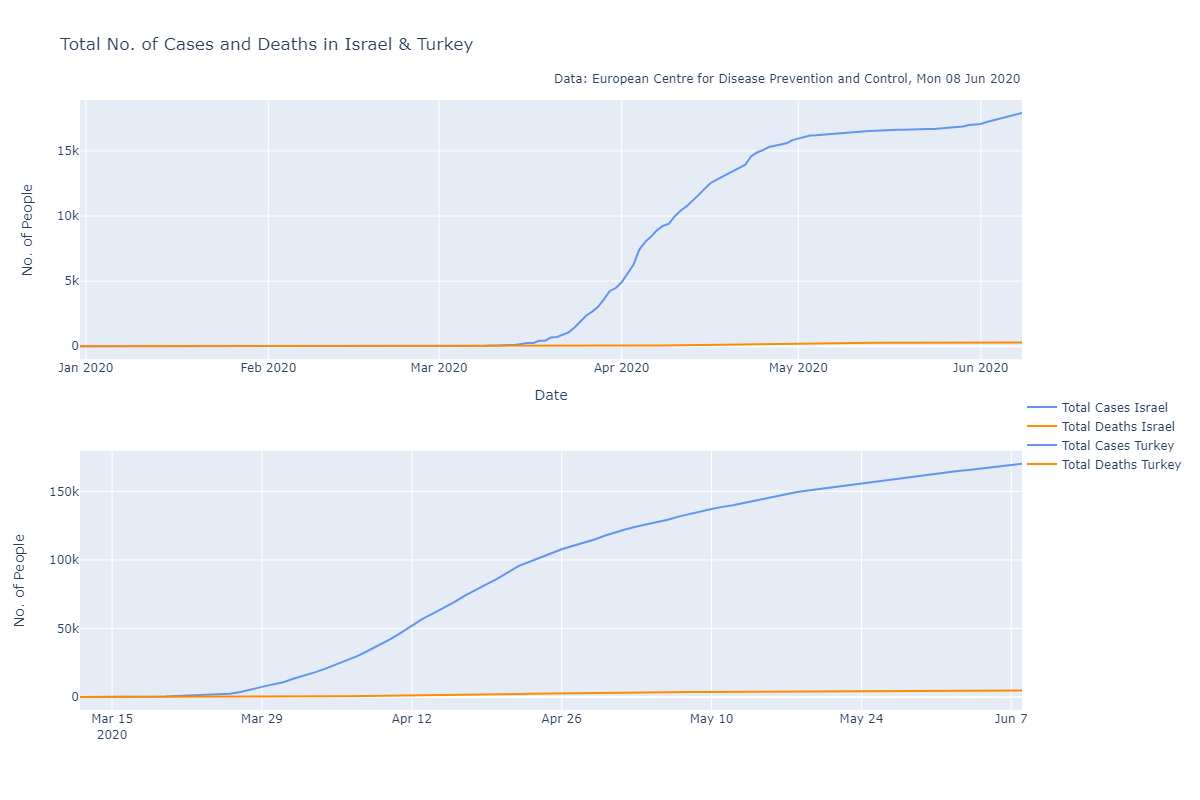 Total No. of Cases and Deaths in Israel & Turkey
Data: European Centre for Disease Prevention and Control, Mon 08 Jun 2020
No. of People
15k
10k
5k
0
Jan 2020 Feb 2020 Mar 2020 Apr 2020 May 2020 Jun 2020
Date
Total Cases Israel
Total Deaths Israel
Total Cases Turkey
Total Deaths Turkey
No. of People
150k
100k
50k
0
Mar 15 Mar 29 Apr 12 Apr 26 May 10 May 24 Jun 7
2020